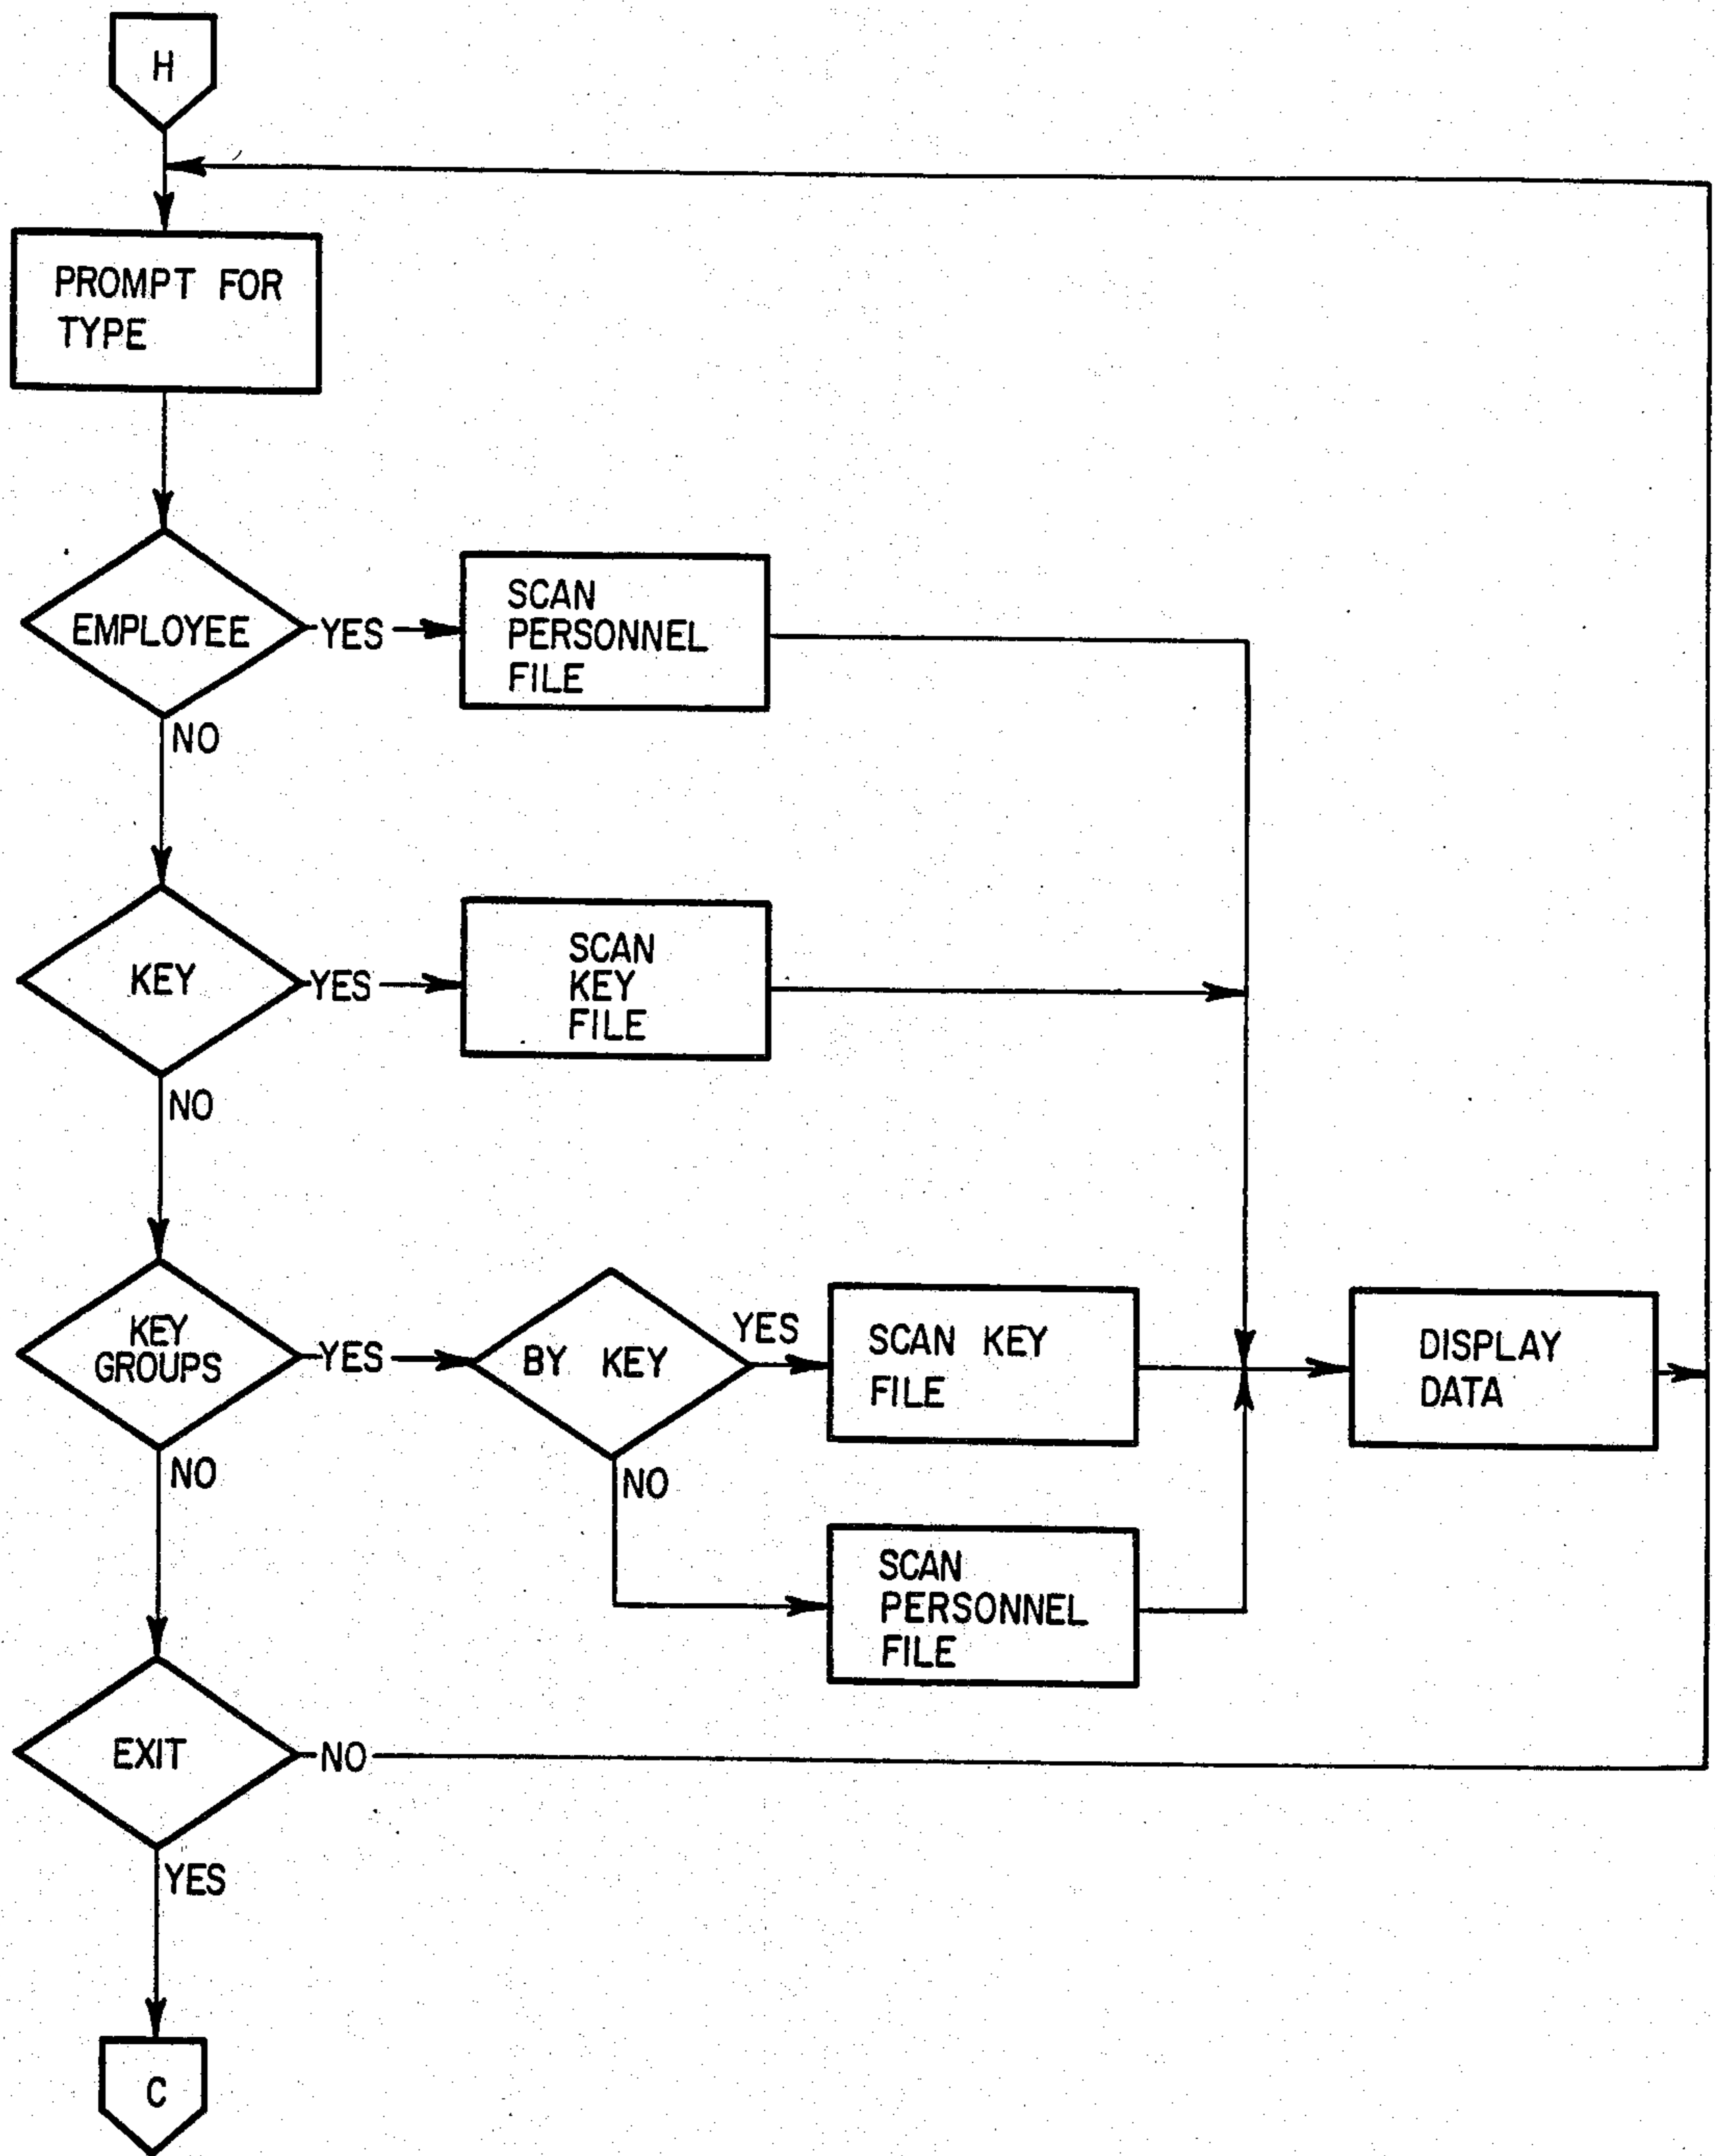 H
PROMPT FOR
TYPE
EMPLOYEE
YES
SCAN
PERSONNEL
FILE
NO
KEY
YES
SCAN
KEY
FILE
NO
KEY
GROUPS
YES
BY KEY
YES
SCAN KEY
FILE
DISPLAY
DATA
NO
NO
SCAN
PERSONNEL
FILE
EXIT
NO
YES
C